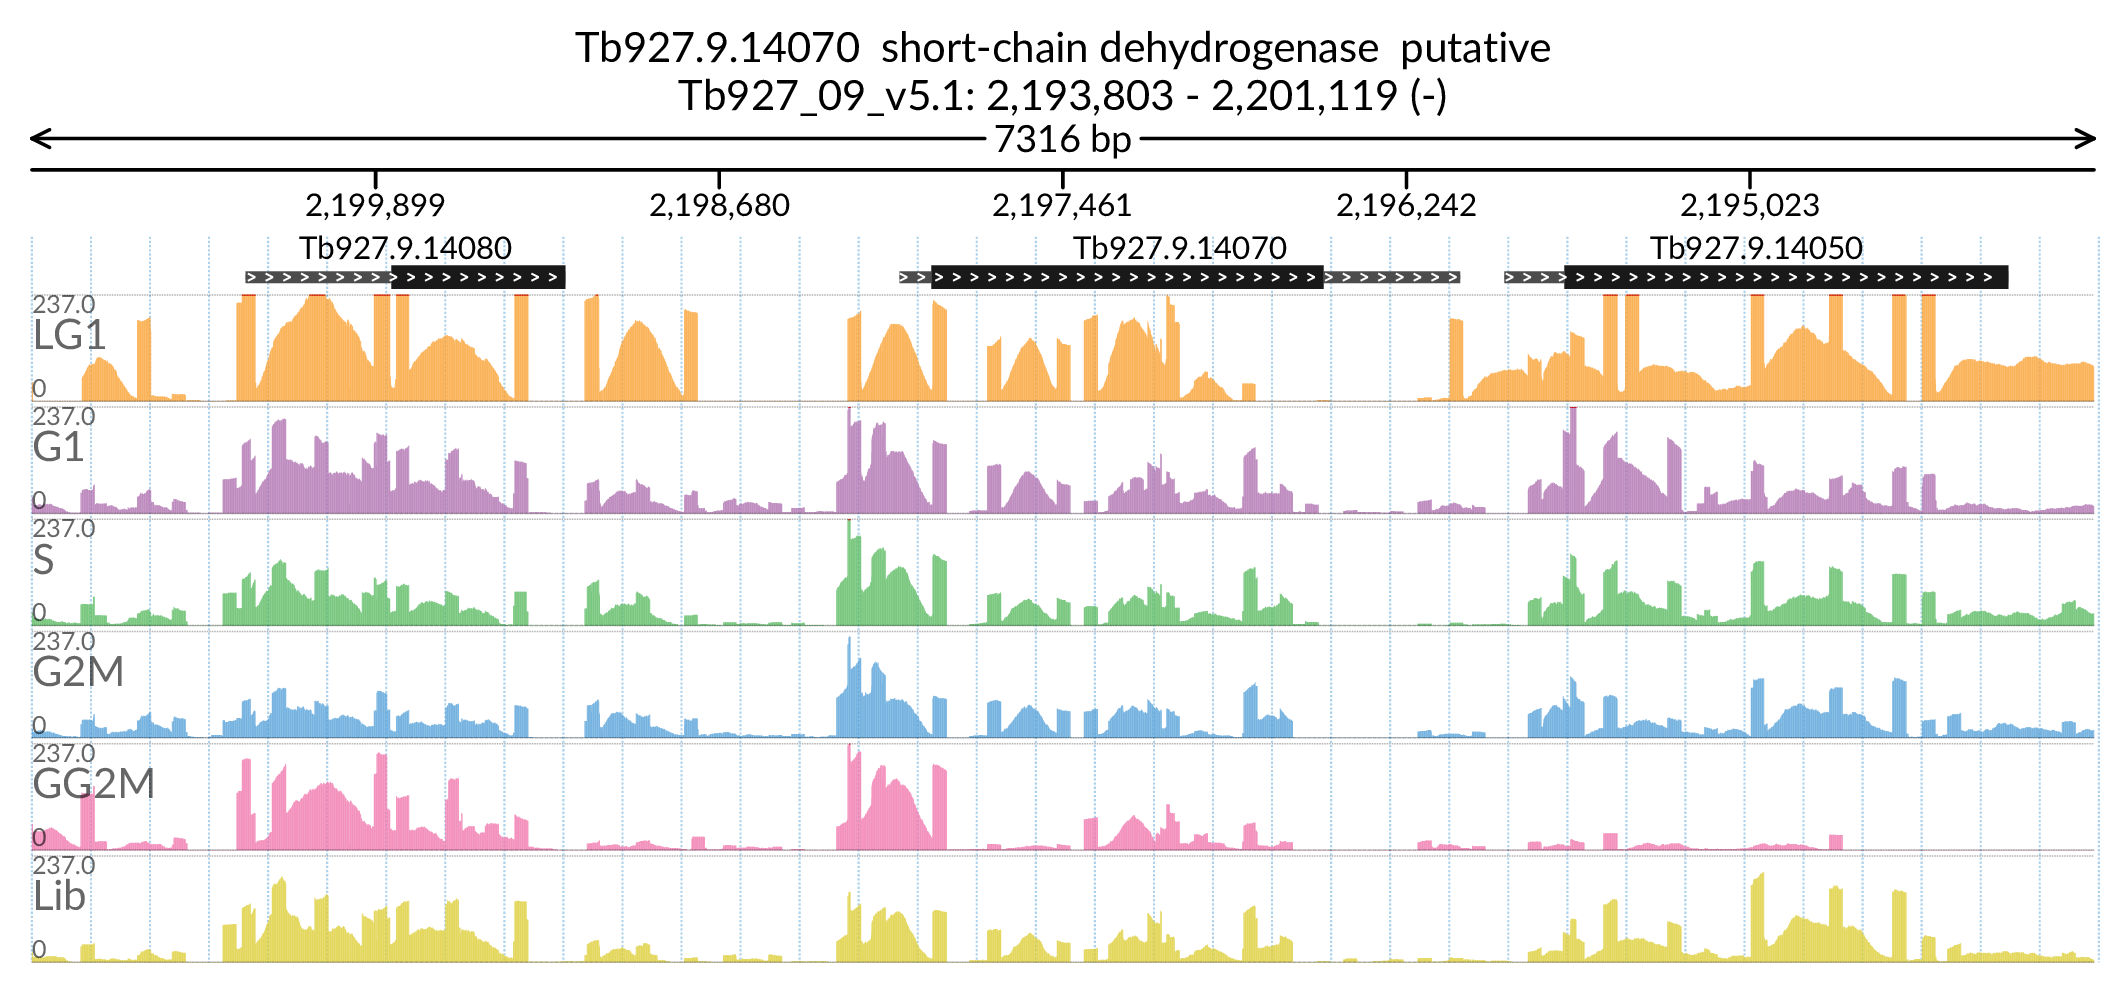 Tb927.9.14070 short-chain dehydrogenase putative
Tb927_09_v5.1: 2,193,803 - 2,201,119 (-)
7316 bp
2,199,899 2,198,680 2,197,461 2,196,242 2,195,023
Tb927.9.14080 Tb927.9.14070 Tb927.9.14050
237.0
LG1
0
237.0
G1
0
237.0
S
0
237.0
G2M
0
237.0
GG2M
0
237.0
Lib
0